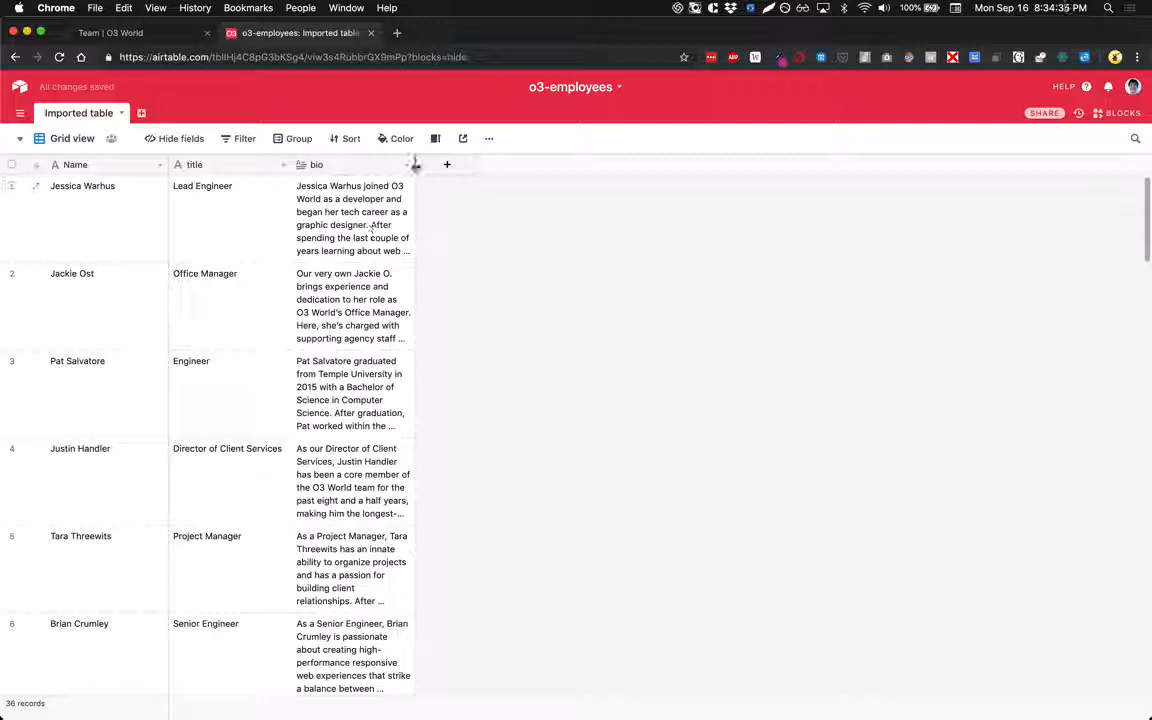 Chrome File Edit View History Bookmarks People Window Help 100% Mon Sep 16 8:34:35 PM
Team | O3 World × O3 o3-employees: Imported table × +
https://airtable.com/tblIHj4C8pG3bKSg4/viw3s4RubbrGX9mPp?blocks=hide
All changes saved o3-employees HELP ?
Imported table SHARE BLOCKS
Grid view Hide fields Filter Group Sort Color ...
A Name A title bio +
1 Jessica Warhus Lead Engineer Jessica Warhus joined O3
World as a developer and
began her tech career as a
graphic designer. After
spending the last couple of
years learning about web ...
2 Jackie Ost Office Manager Our very own Jackie O.
brings experience and
dedication to her role as
O3 World's Office Manager.
Here, she's charged with
supporting agency staff ...
3 Pat Salvatore Engineer Pat Salvatore graduated
from Temple University in
2015 with a Bachelor of
Science in Computer
Science. After graduation,
Pat worked within the ...
4 Justin Handler Director of Client Services As our Director of Client
Services, Justin Handler
has been a core member of
the O3 World team for the
past eight and a half years,
making him the longest-...
5 Tara Threewits Project Manager As a Project Manager, Tara
Threewits has an innate
ability to organize projects
and has a passion for
building client
relationships. After ...
6 Brian Crumley Senior Engineer As a Senior Engineer, Brian
Crumley is passionate
about creating high-
performance responsive
web experiences that strike
a balance between ...
36 records